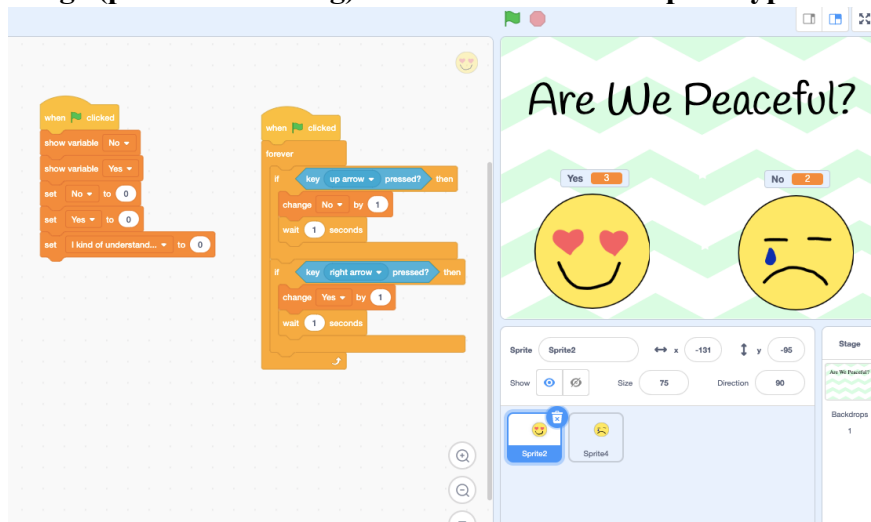 when clicked
show variable No
show variable Yes
set No to 0
set Yes to 0
set I kind of understand... to 0
when clicked
forever
if key up arrow pressed? then
change No by 1
wait 1 seconds
if key right arrow pressed? then
change Yes by 1
wait 1 seconds
Are We Peaceful?
Yes 3
No 2
Sprite Sprite2 x -131 y -95
Show Size 75 Direction 90
Sprite2
Sprite4
Stage
Are We Peaceful?
Backdrops
1